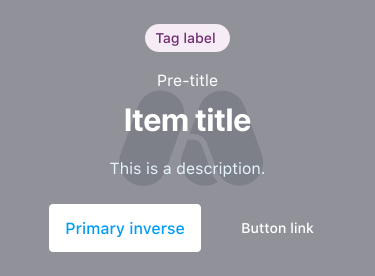 Tag label
Pre-title
Item title
This is a description.
Primary inverse
Button link